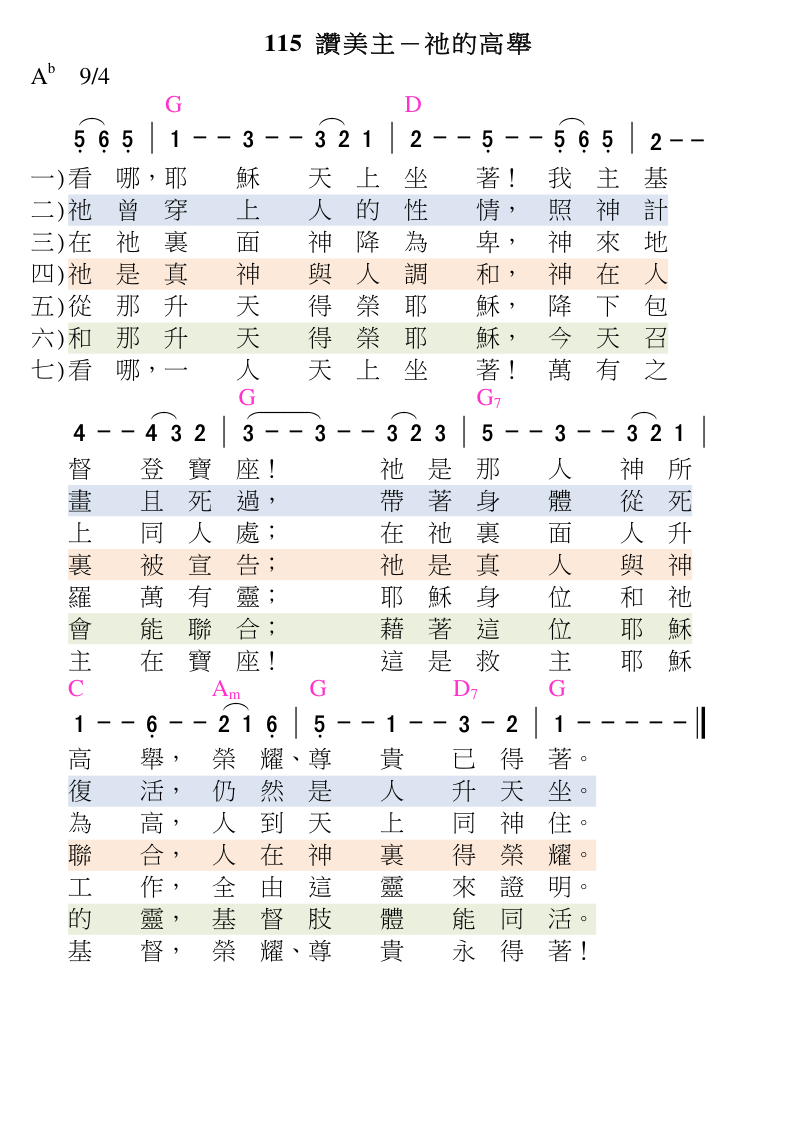 115 讚美主－祂的高舉
A♭ 9/4
G D
5̣ 6̣ 5̣ | 1 - - 3 - - 3 2 1 | 2 - - 5̣ - - 5̣ 6̣ 5̣ | 2 - -
一)看 哪，耶 穌 天 上 坐 著！ 我 主 基
二)祂 曾 穿 上 人 的 性 情， 照 神 計
三)在 祂 裏 面 神 降 為 卑， 神 來 地
四)祂 是 真 神 與 人 調 和， 神 在 人
五)從 那 升 天 得 榮 耶 穌， 降 下 包
六)和 那 升 天 得 榮 耶 穌， 今 天 召
七)看 哪，一 人 天 上 坐 著！ 萬 有 之
G G7
4 - - 4 3 2 | 3 - - 3 - - 3 2 3 | 5 - - 3 - - 3 2 1 |
督 登 寶 座！ 祂 是 那 人 神 所
畫 且 死 過， 帶 著 身 體 從 死
上 同 人 處； 在 祂 裏 面 人 升
裏 被 宣 告； 祂 是 真 人 與 神
羅 萬 有 靈； 耶 穌 身 位 和 祂
會 能 聯 合； 藉 著 這 位 耶 穌
主 在 寶 座！ 這 是 救 主 耶 穌
C Am G D7 G
1 - - 6̣ - - 2 1 6̣ | 5̣ - - 1 - - 3 - 2 | 1 - - - - - ‖
高 舉， 榮 耀、尊 貴 已 得 著。
復 活， 仍 然 是 人 升 天 坐。
為 高， 人 到 天 上 同 神 住。
聯 合， 人 在 神 裏 得 榮 耀。
工 作， 全 由 這 靈 來 證 明。
的 靈， 基 督 肢 體 能 同 活。
基 督， 榮 耀、尊 貴 永 得 著！